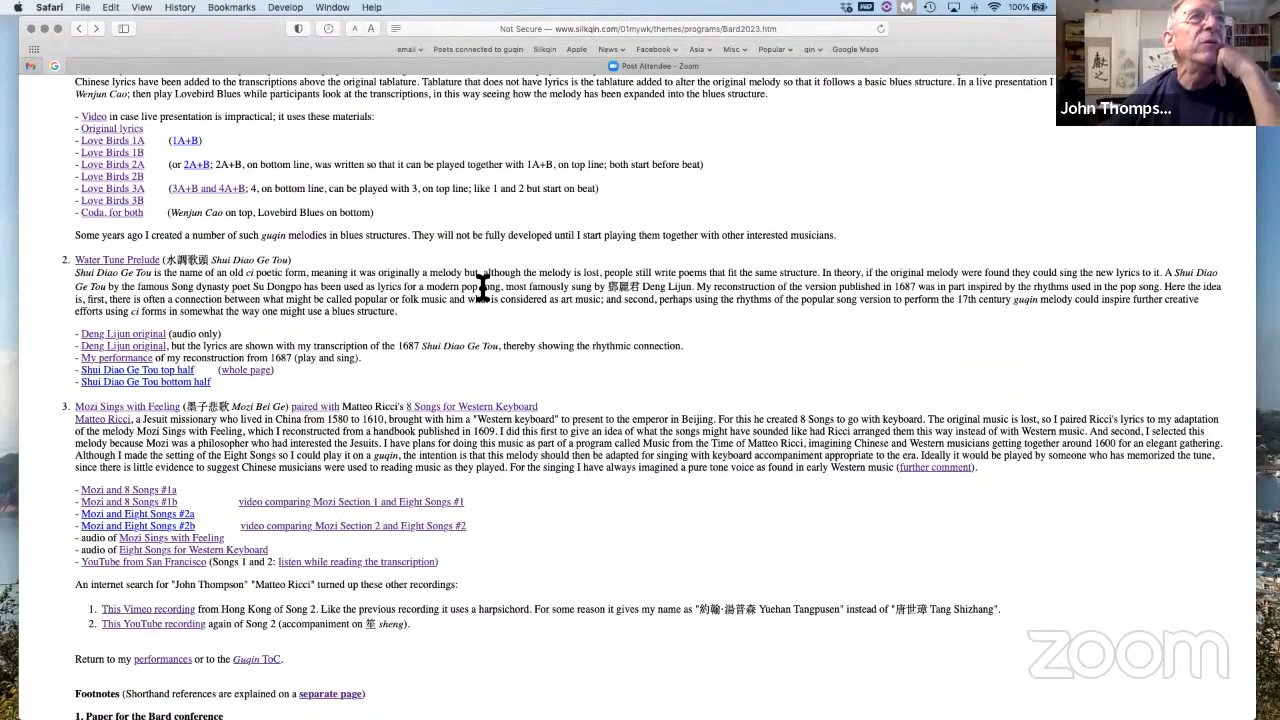 100%
Not Secure — www.silkqin.com/01mywk/themes/programs/Bard2023.htm
A A
email Poets connected to guqin Silkqin Apple News Facebook Asia Misc Popular qin Google Maps
Post Attendee - Zoom
Chinese lyrics have been added to the transcriptions above the original tablature. Tablature that does not have lyrics is the tablature added to alter the original melody so that it follows a basic blues structure. In a live presentation I
Wenjun Cao; then play Lovebird Blues while participants look at the transcriptions, in this way seeing how the melody has been expanded into the blues structure.
- Video in case live presentation is impractical; it uses these materials:
- Original lyrics
- Love Birds 1A (1A+B)
- Love Birds 1B
- Love Birds 2A (or 2A+B; 2A+B, on bottom line, was written so that it can be played together with 1A+B, on top line; both start before beat)
- Love Birds 2B
- Love Birds 3A (3A+B and 4A+B; 4, on bottom line, can be played with 3, on top line; like 1 and 2 but start on beat)
- Love Birds 3B
- Coda, for both (Wenjun Cao on top, Lovebird Blues on bottom)
Some years ago I created a number of such guqin melodies in blues structures. They will not be fully developed until I start playing them together with other interested musicians.
2. Water Tune Prelude (水調歌頭 Shui Diao Ge Tou)
Shui Diao Ge Tou is the name of an old ci poetic form, meaning it was originally a melody but although the melody is lost, people still write poems that fit the same structure. In theory, if the original melody were found they could sing the new lyrics to it. A Shui Diao
Ge Tou by the famous Song dynasty poet Su Dongpo has been used as lyrics for a modern pop song, most famously sung by 鄧麗君 Deng Lijun. My reconstruction of the version published in 1687 was in part inspired by the rhythms used in the pop song. Here the idea
is, first, there is often a connection between what might be called popular or folk music and what is considered as art music; and second, perhaps using the rhythms of the popular song version to perform the 17th century guqin melody could inspire further creative
efforts using ci forms in somewhat the way one might use a blues structure.
- Deng Lijun original (audio only)
- Deng Lijun original, but the lyrics are shown with my transcription of the 1687 Shui Diao Ge Tou, thereby showing the rhythmic connection.
- My performance of my reconstruction from 1687 (play and sing).
- Shui Diao Ge Tou top half (whole page)
- Shui Diao Ge Tou bottom half
3. Mozi Sings with Feeling (墨子悲歌 Mozi Bei Ge) paired with Matteo Ricci's 8 Songs for Western Keyboard
Matteo Ricci, a Jesuit missionary who lived in China from 1580 to 1610, brought with him a "Western keyboard" to present to the emperor in Beijing. For this he created 8 Songs to go with keyboard. The original music is lost, so I paired Ricci's lyrics to my adaptation
of the melody Mozi Sings with Feeling, which I reconstructed from a handbook published in 1609. I did this first to give an idea of what the songs might have sounded like had Ricci arranged them this way instead of with Western music. And second, I selected this
melody because Mozi was a philosopher who had interested the Jesuits. I have plans for doing this music as part of a program called Music from the Time of Matteo Ricci, imagining Chinese and Western musicians getting together around 1600 for an elegant gathering.
Although I made the setting of the Eight Songs so I could play it on a guqin, the intention is that this melody should then be adapted for singing with keyboard accompaniment appropriate to the era. Ideally it would be played by someone who has memorized the tune,
since there is little evidence to suggest Chinese musicians were used to reading music as they played. For the singing I have always imagined a pure tone voice as found in early Western music (further comment).
- Mozi and 8 Songs #1a
- Mozi and 8 Songs #1b video comparing Mozi Section 1 and Eight Songs #1
- Mozi and Eight Songs #2a
- Mozi and Eight Songs #2b video comparing Mozi Section 2 and Eight Songs #2
- audio of Mozi Sings with Feeling
- audio of Eight Songs for Western Keyboard
- YouTube from San Francisco (Songs 1 and 2: listen while reading the transcription)
An internet search for "John Thompson" "Matteo Ricci" turned up these other recordings:
1. This Vimeo recording from Hong Kong of Song 2. Like the previous recording it uses a harpsichord. For some reason it gives my name as "約翰·湯普森 Yuehan Tangpusen" instead of "唐世璋 Tang Shizhang".
2. This YouTube recording again of Song 2 (accompaniment on 笙 sheng).
Return to my performances or to the Guqin ToC.
Footnotes (Shorthand references are explained on a separate page)
1. Paper for the Bard conference
John Thomps...
zoom